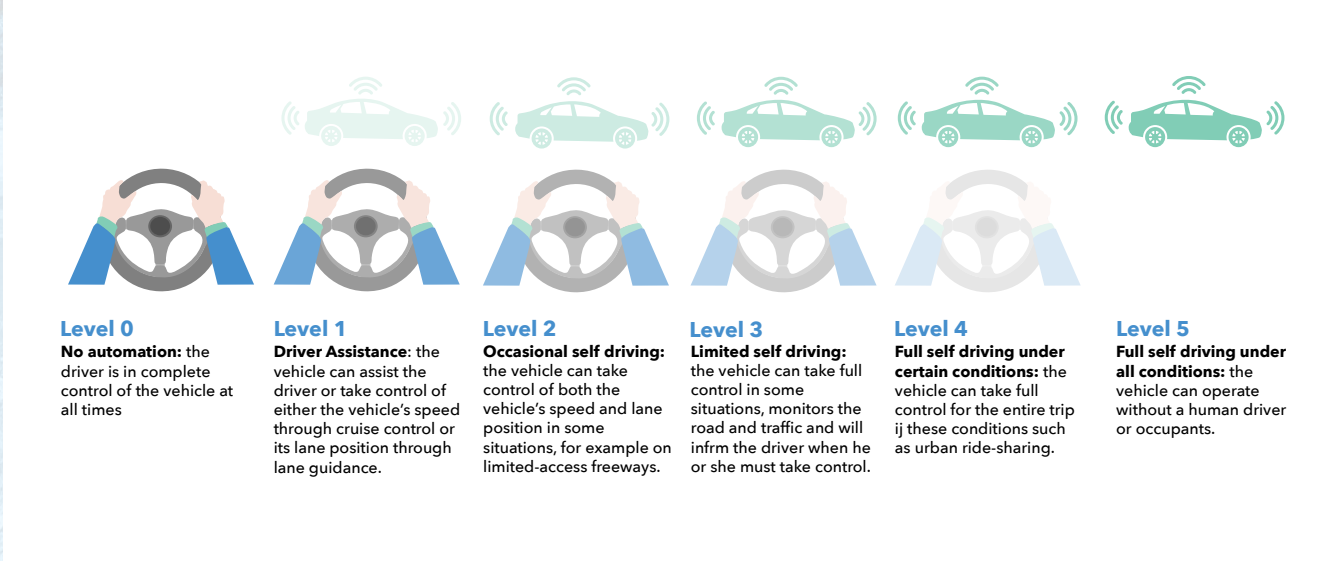 Level 0
No automation: the
driver is in complete
control of the vehicle at
all times
Level 1
Driver Assistance: the
vehicle can assist the
driver or take control of
either the vehicle’s speed
through cruise control or
its lane position through
lane guidance.
Level 2
Occasional self driving:
the vehicle can take
control of both the
vehicle’s speed and lane
position in some
situations, for example on
limited-access freeways.
Level 3
Limited self driving:
the vehicle can take full
control in some
situations, monitors the
road and traffic and will
infrm the driver when he
or she must take control.
Level 4
Full self driving under
certain conditions: the
vehicle can take full
control for the entire trip
ij these conditions such
as urban ride-sharing.
Level 5
Full self driving under
all conditions: the
vehicle can operate
without a human driver
or occupants.